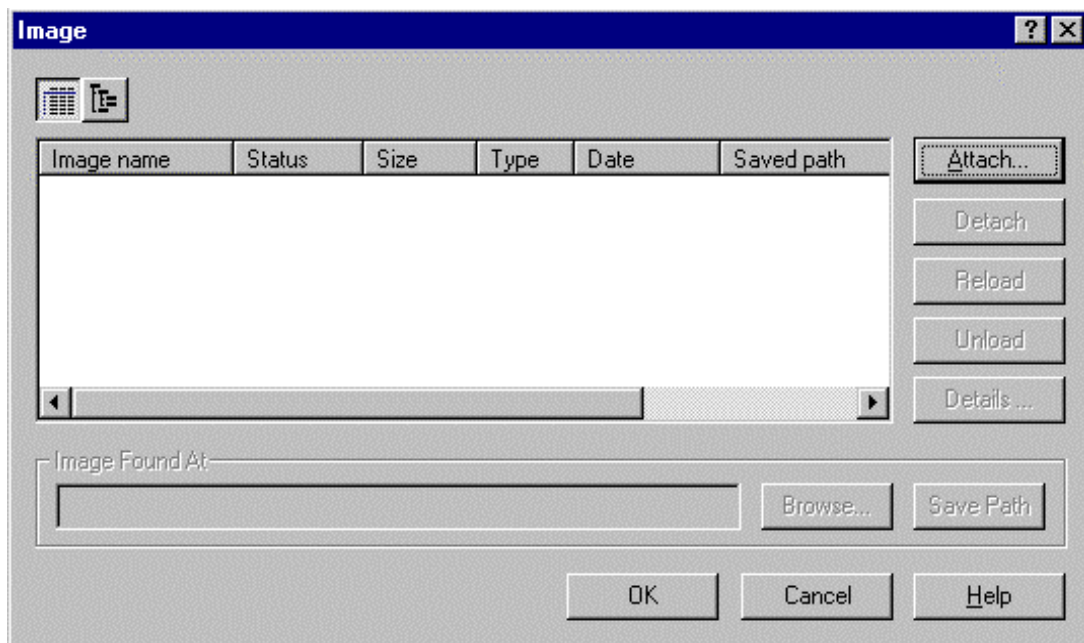 Image
Image name Status Size Type Date Saved path
Attach...
Detach
Reload
Unload
Details ...
Image Found At
Browse... Save Path
OK Cancel Help